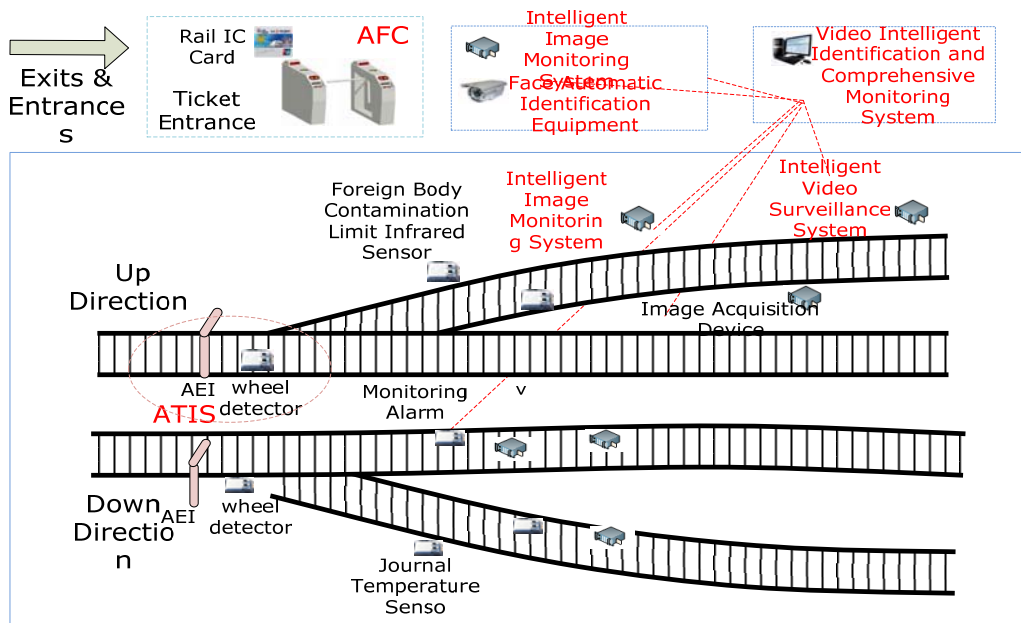 Exits &
Entrance
s
Rail IC
Card
AFC
Ticket
Entrance
Intelligent
Image
Monitoring
System
Face Automatic
Identification
Equipment
Video Intelligent
Identification and
Comprehensive
Monitoring
System
Foreign Body
Contamination
Limit Infrared
Sensor
Intelligent
Image
Monitorin
g System
Intelligent
Video
Surveillance
System
Up
Direction
Image Acquisition
Device
AEI
wheel
detector
ATIS
Monitoring
Alarm
v
Down
Directio
n
AEI
wheel
detector
Journal
Temperature
Senso